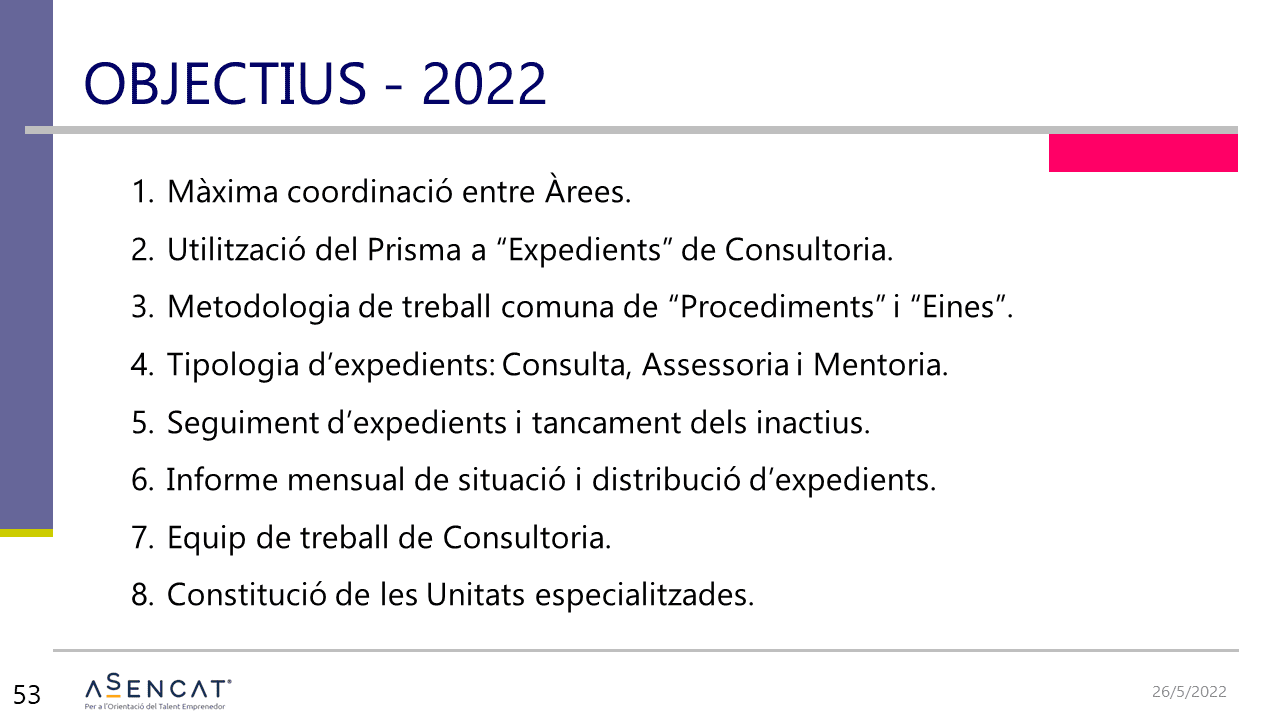 OBJECTIUS - 2022
1. Màxima coordinació entre Àrees.
2. Utilització del Prisma a “Expedients” de Consultoria.
3. Metodologia de treball comuna de “Procediments” i “Eines”.
4. Tipologia d’expedients: Consulta, Assessoria i Mentoria.
5. Seguiment d’expedients i tancament dels inactius.
6. Informe mensual de situació i distribució d’expedients.
7. Equip de treball de Consultoria.
8. Constitució de les Unitats especialitzades.
53
ASENCAT
Per a l’Orientació del Talent Emprenedor
26/5/2022